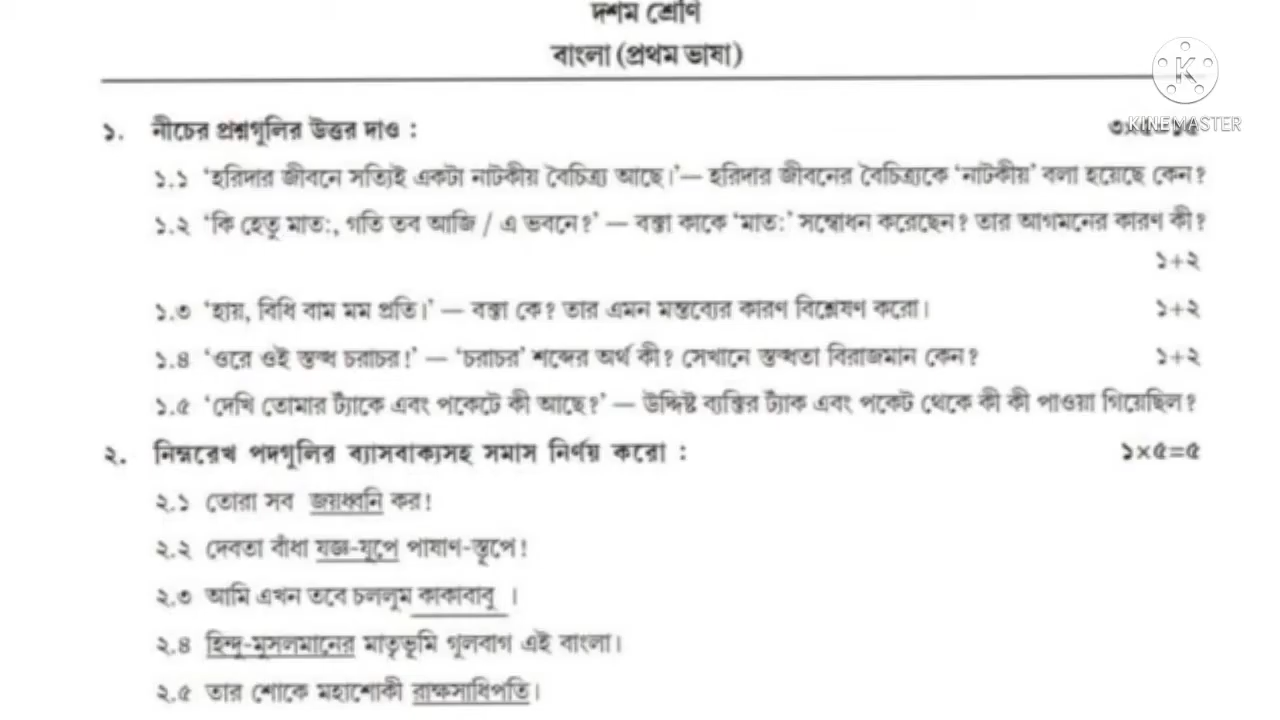 দশম শ্রেণি
বাংলা (প্রথম ভাষা)
KINEMASTER
১. নীচের প্রশ্নগুলির উত্তর দাও : ৩×৫=১৫
১.১ ‘হরিদার জীবনে সত্যিই একটা নাটকীয় বৈচিত্র্য আছে।’— হরিদার জীবনের বৈচিত্র্যকে ‘নাটকীয়’ বলা হয়েছে কেন?
১.২ ‘কি হেতু মাতঃ, গতি তব আজি / এ ভবনে?’ — বক্তা কাকে ‘মাতঃ’ সম্বোধন করেছেন? তার আগমনের কারণ কী?
১+২
১.৩ ‘হায়, বিধি বাম মম প্রতি।’ — বক্তা কে? তার এমন মন্তব্যের কারণ বিশ্লেষণ করো। ১+২
১.৪ ‘ওরে ওই স্তব্ধ চরাচর!’ — ‘চরাচর’ শব্দের অর্থ কী? সেখানে স্তব্ধতা বিরাজমান কেন? ১+২
১.৫ ‘দেখি তোমার ট্যাঁকে এবং পকেটে কী আছে?’ — উদ্দিষ্ট ব্যক্তির ট্যাঁক এবং পকেট থেকে কী কী পাওয়া গিয়েছিল?
২. নিম্নরেখ পদগুলির ব্যাসবাক্যসহ সমাস নির্ণয় করো : ১×৫=৫
২.১ তোরা সব জয়ধ্বনি কর!
২.২ দেবতা বাঁধা যজ্ঞ-যূপে পাষাণ-স্তূপে!
২.৩ আমি এখন তবে চললুম কাকাবাবু ।
২.৪ হিন্দু-মুসলমানের মাতৃভূমি গুলবাগ এই বাংলা।
২.৫ তার শোকে মহাশোকী রাক্ষসাধিপতি।